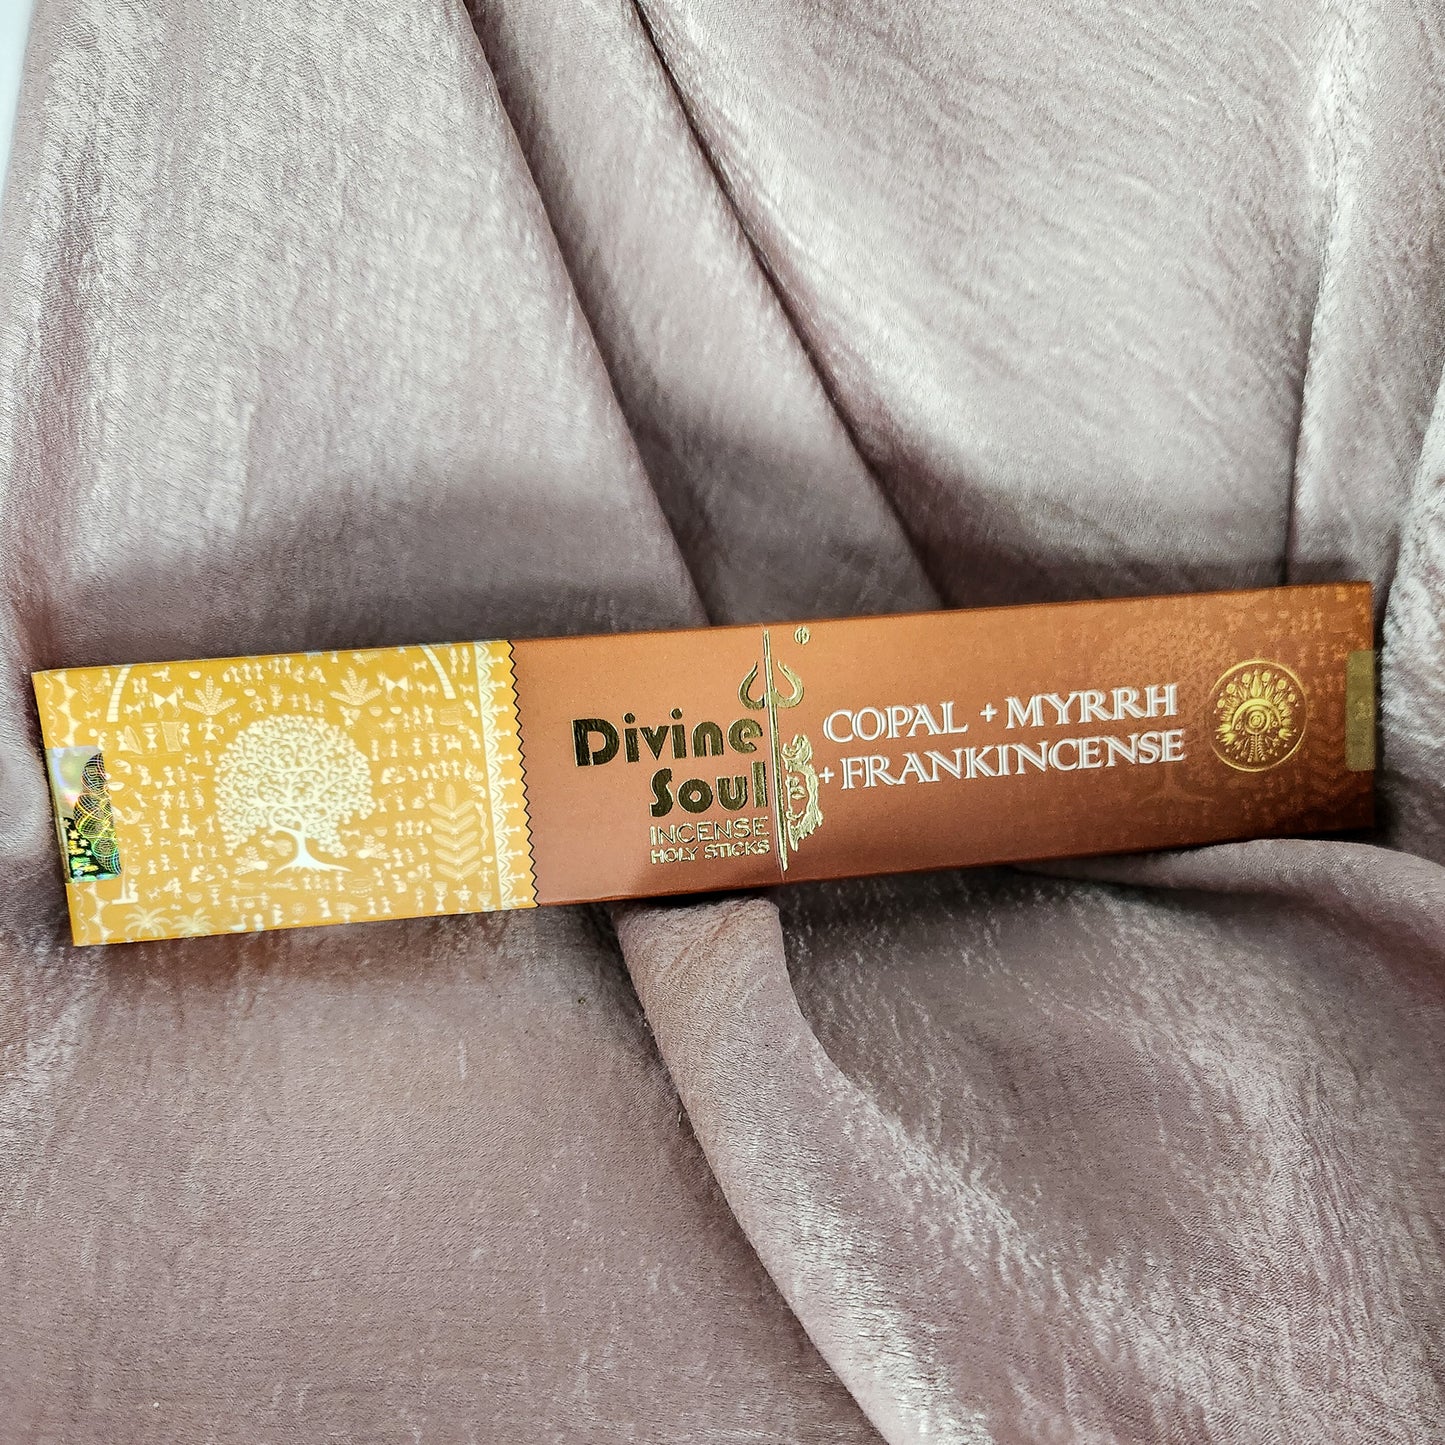 Divine
Soul
INCENSE
HOLY STICKS
®
COPAL + MYRRH
+ FRANKINCENSE